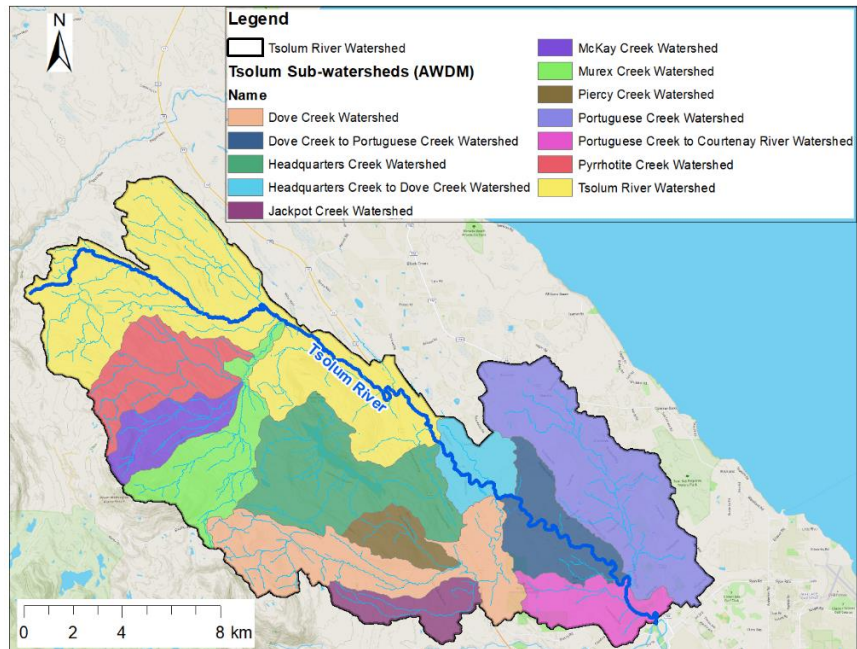 N
Legend
Tsolum River Watershed
Tsolum Sub-watersheds (AWDM)
Name
Dove Creek Watershed
Dove Creek to Portuguese Creek Watershed
Headquarters Creek Watershed
Headquarters Creek to Dove Creek Watershed
Jackpot Creek Watershed
McKay Creek Watershed
Murex Creek Watershed
Piercy Creek Watershed
Portuguese Creek Watershed
Portuguese Creek to Courtenay River Watershed
Pyrrhotite Creek Watershed
Tsolum River Watershed
Tsolum River
0 2 4 8 km